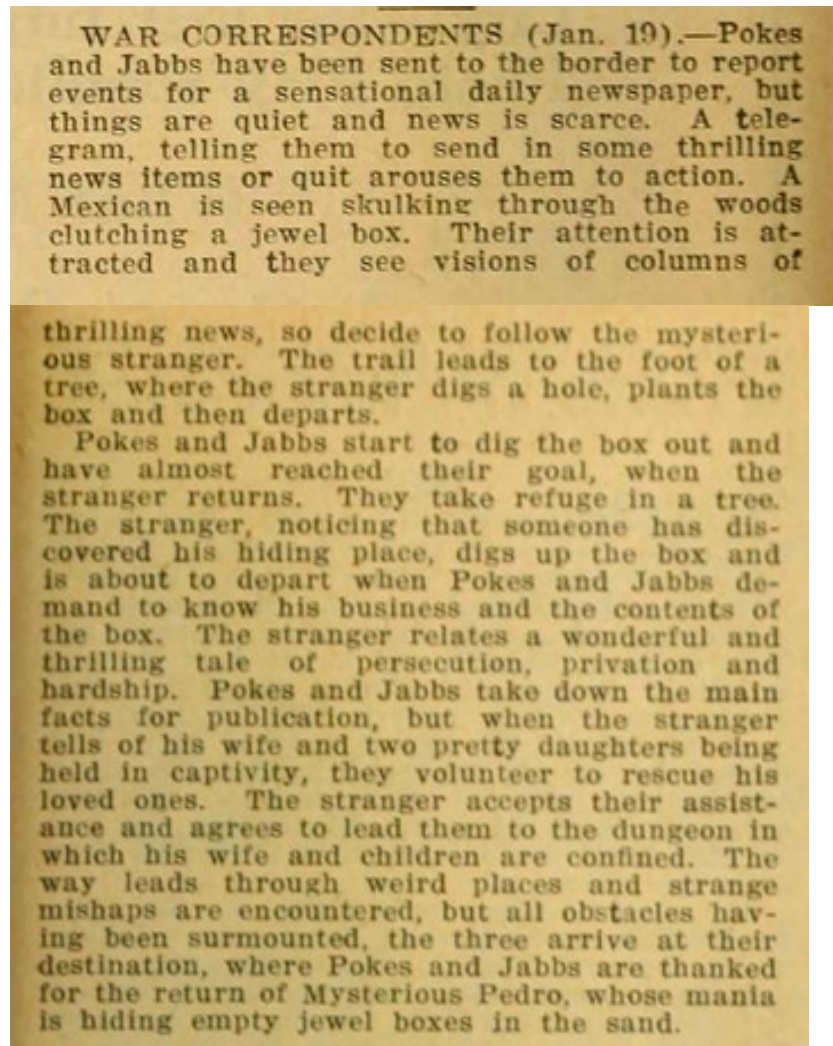 WAR CORRESPONDENTS (Jan. 19).—Pokes
and Jabbs have been sent to the border to report
events for a sensational daily newspaper, but
things are quiet and news is scarce. A tele-
gram, telling them to send in some thrilling
news items or quit arouses them to action. A
Mexican is seen skulking through the woods
clutching a jewel box. Their attention is at-
tracted and they see visions of columns of
thrilling news, so decide to follow the mysteri-
ous stranger. The trail leads to the foot of a
tree, where the stranger digs a hole, plants the
box and then departs.
Pokes and Jabbs start to dig the box out and
have almost reached their goal, when the
stranger returns. They take refuge in a tree.
The stranger, noticing that someone has dis-
covered his hiding place, digs up the box and
is about to depart when Pokes and Jabbs de-
mand to know his business and the contents of
the box. The stranger relates a wonderful and
thrilling tale of persecution, privation and
hardship. Pokes and Jabbs take down the main
facts for publication, but when the stranger
tells of his wife and two pretty daughters being
held in captivity, they volunteer to rescue his
loved ones. The stranger accepts their assist-
ance and agrees to lead them to the dungeon in
which his wife and children are confined. The
way leads through weird places and strange
mishaps are encountered, but all obstacles hav-
ing been surmounted, the three arrive at their
destination, where Pokes and Jabbs are thanked
for the return of Mysterious Pedro, whose mania
is hiding empty jewel boxes in the sand.